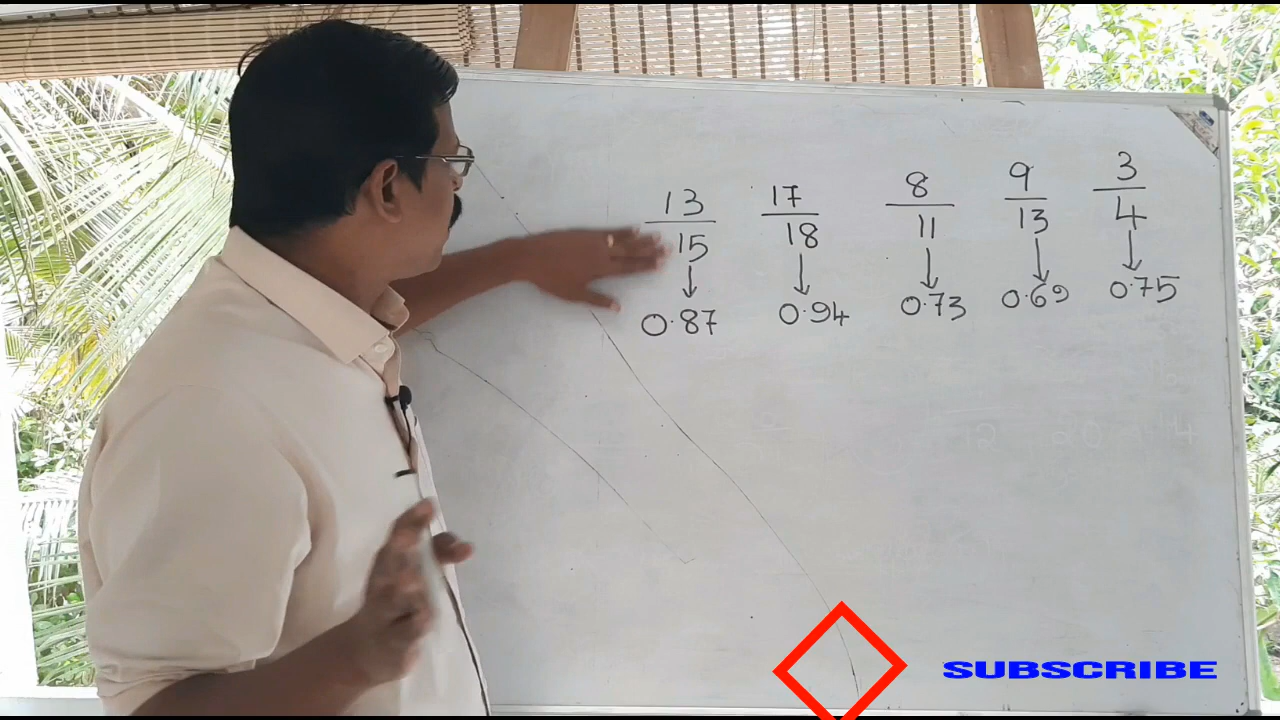 13/15 17/18 8/11 9/13 3/4
↓ ↓ ↓ ↓ ↓
0.87 0.94 0.73 0.69 0.75
SUBSCRIBE